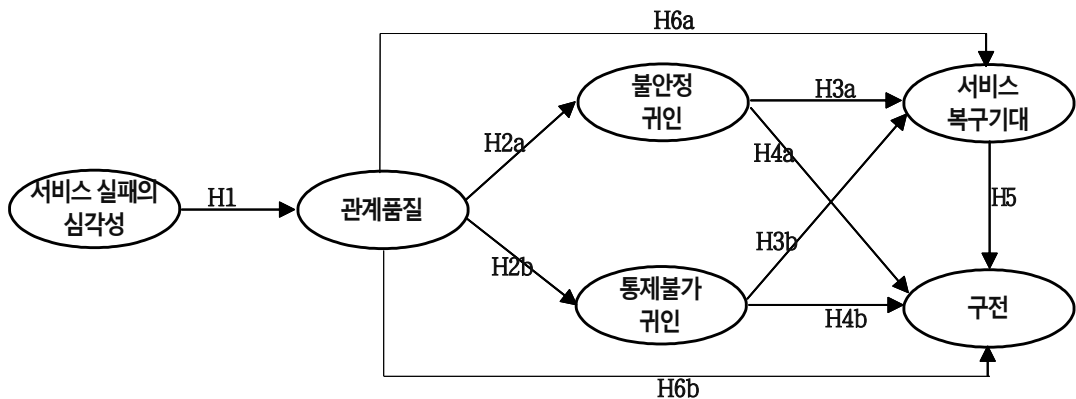 H6a
불안정
귀인
H3a
서비스
복구기대
H2a
H4a
서비스 실패의
심각성
H1
관계품질
H5
H2b
H3b
통제불가
귀인
H4b
구전
H6b